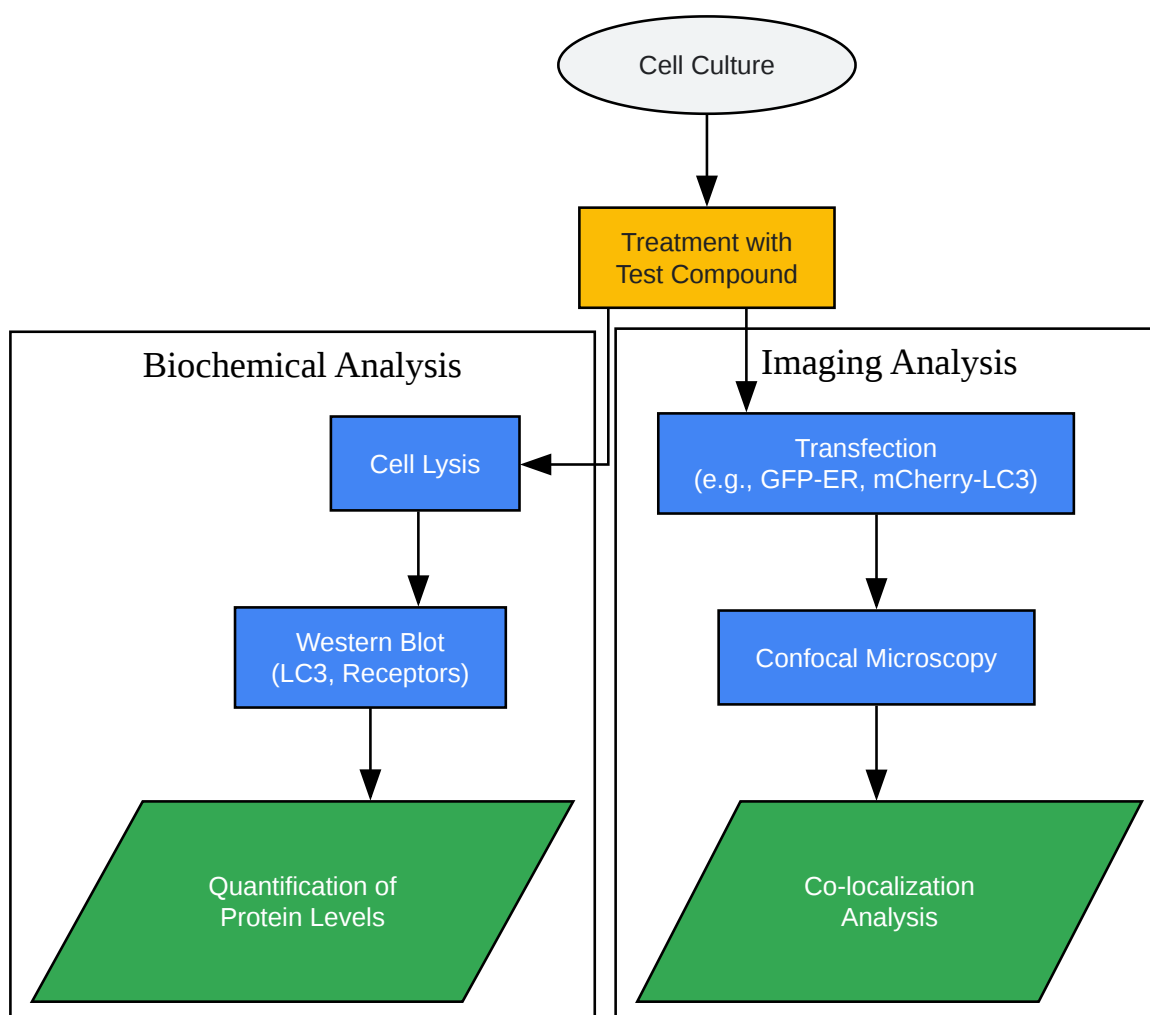 Cell Culture
Treatment with
Test Compound
Biochemical Analysis
Cell Lysis
Western Blot
(LC3, Receptors)
Quantification of
Protein Levels
Imaging Analysis
Transfection
(e.g., GFP-ER, mCherry-LC3)
Confocal Microscopy
Co-localization
Analysis